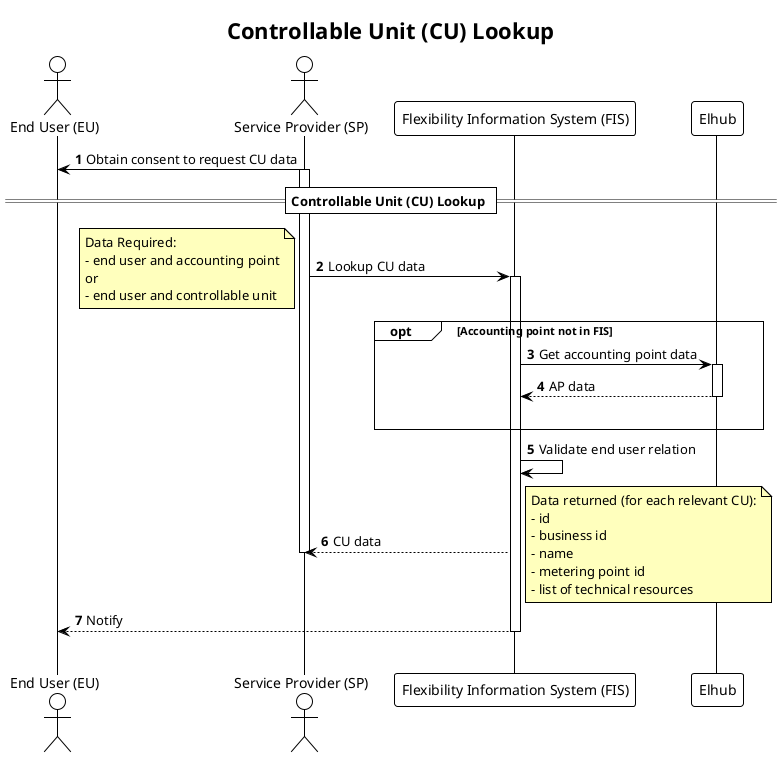 Controllable Unit (CU) Lookup
End User (EU)
Service Provider (SP)
Flexibility Information System (FIS)
Elhub
1 Obtain consent to request CU data
Controllable Unit (CU) Lookup
Data Required:
- end user and accounting point
or
- end user and controllable unit
2 Lookup CU data
opt [Accounting point not in FIS]
3 Get accounting point data
4 AP data
5 Validate end user relation
Data returned (for each relevant CU):
- id
- business id
- name
- metering point id
- list of technical resources
6 CU data
7 Notify
End User (EU)
Service Provider (SP)
Flexibility Information System (FIS)
Elhub